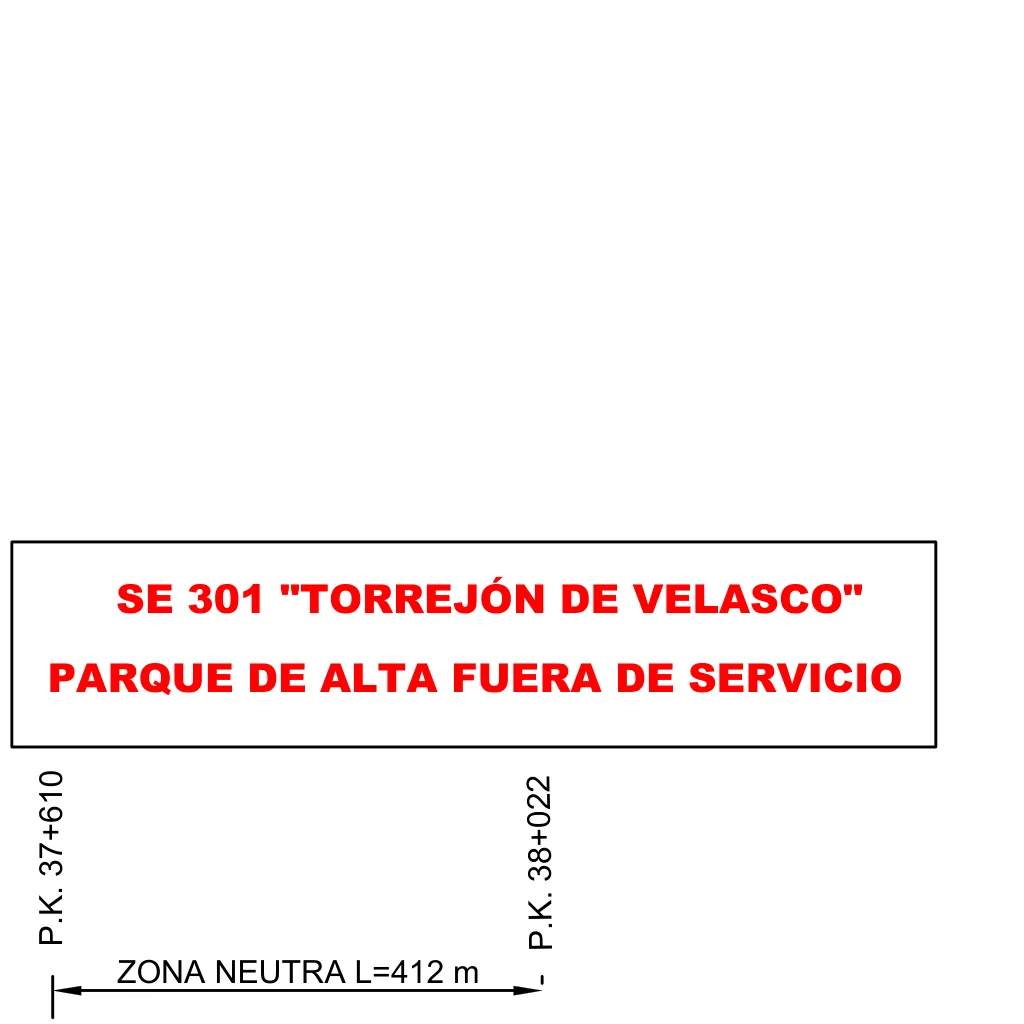 SE 301 "TORREJÓN DE VELASCO"
PARQUE DE ALTA FUERA DE SERVICIO
P.K. 37+610
P.K. 38+022
ZONA NEUTRA L=412 m